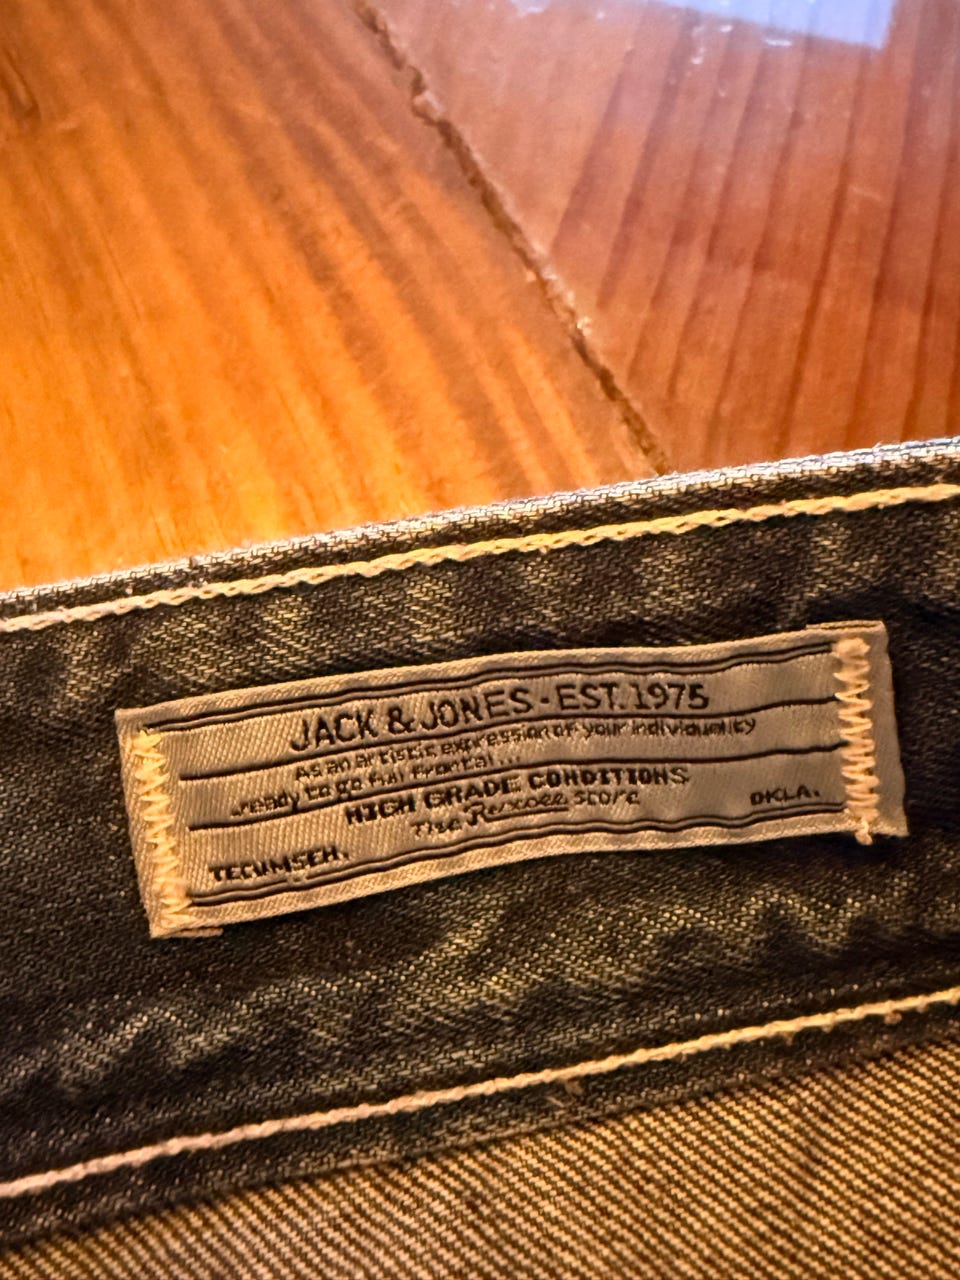 JACK & JONES - EST. 1975
As an artistic expression of your individuality
...ready to go full frontal...
HIGH GRADE CONDITIONS
The Rexoee Store
TECUMSEH, OKLA.